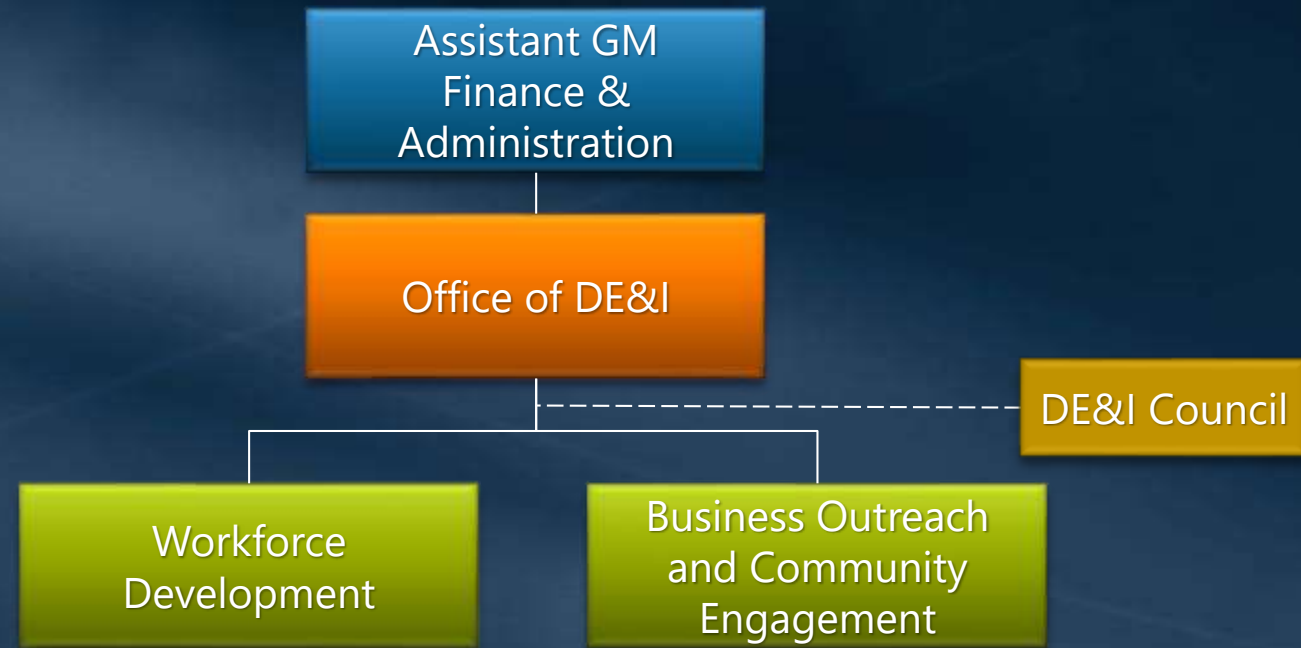 Assistant GM
Finance &
Administration
Office of DE&I
DE&I Council
Workforce
Development
Business Outreach
and Community
Engagement